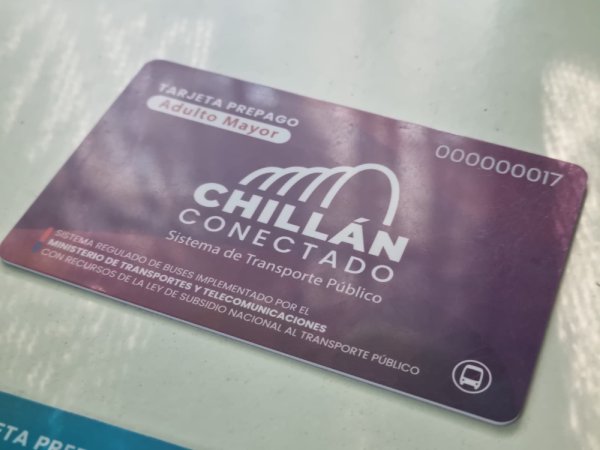 TARJETA PREPAGO
Adulto Mayor
000000017
CHILLÁN
CONECTADO
Sistema de Transporte Público
SISTEMA REGULADO DE BUSES IMPLEMENTADO POR EL
MINISTERIO DE TRANSPORTES Y TELECOMUNICACIONES
CON RECURSOS DE LA LEY DE SUBSIDIO NACIONAL AL TRANSPORTE PÚBLICO